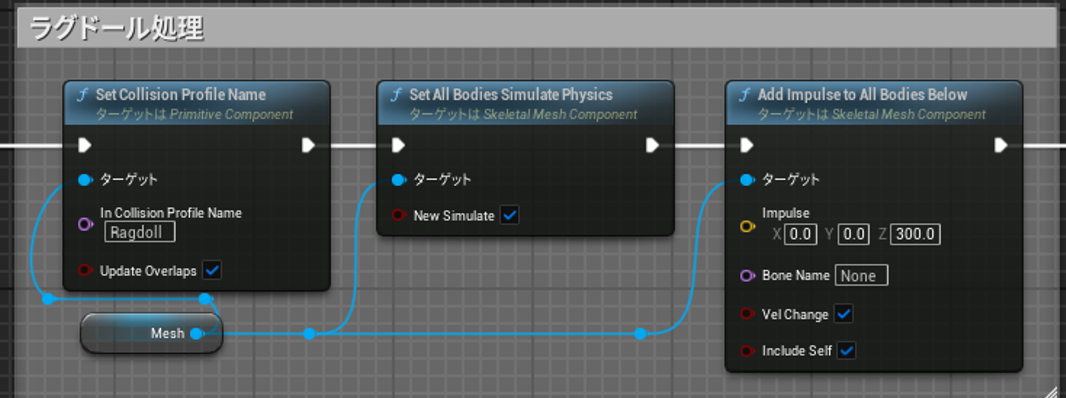 ラグドール処理
Set Collision Profile Name
ターゲットは Primitive Component
ターゲット
In Collision Profile Name
Ragdoll
Update Overlaps
Mesh
Set All Bodies Simulate Physics
ターゲットは Skeletal Mesh Component
ターゲット
New Simulate
Add Impulse to All Bodies Below
ターゲットは Skeletal Mesh Component
ターゲット
Impulse
X 0.0 Y 0.0 Z 300.0
Bone Name None
Vel Change
Include Self